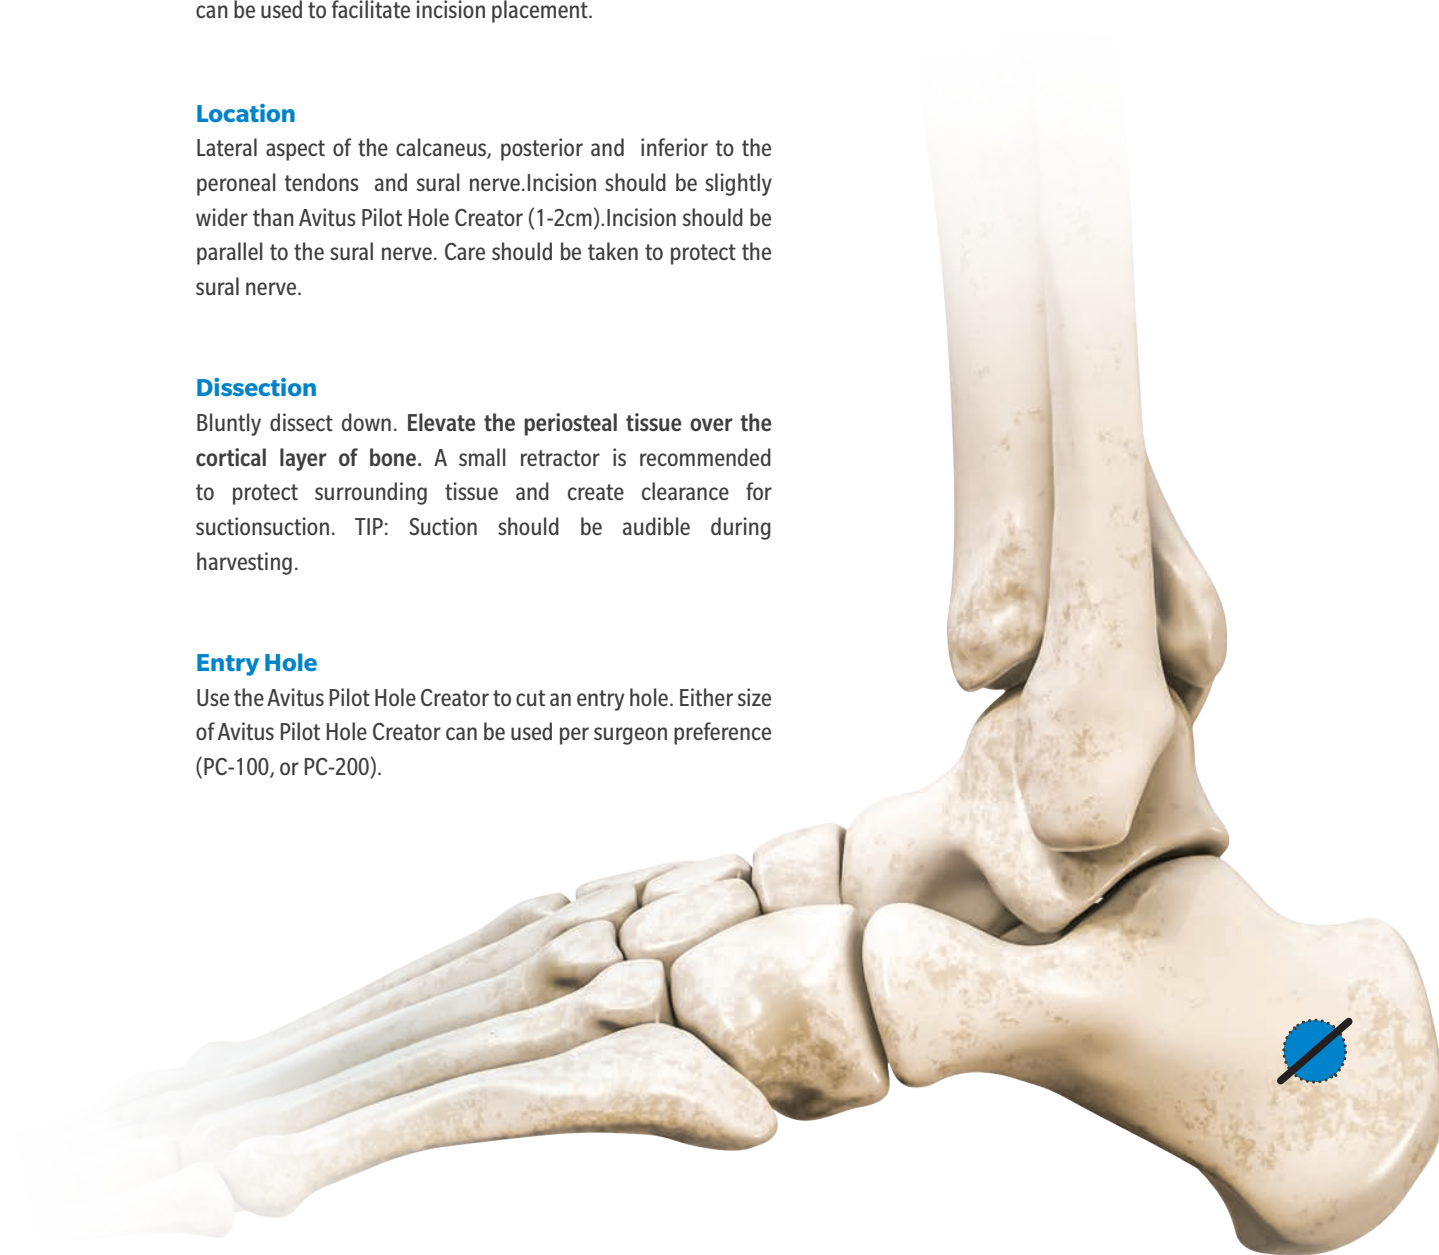 can be used to facilitate incision placement.
Location
Lateral aspect of the calcaneus, posterior and inferior to the
peroneal tendons and sural nerve.Incision should be slightly
wider than Avitus Pilot Hole Creator (1-2cm).Incision should be
parallel to the sural nerve. Care should be taken to protect the
sural nerve.
Dissection
Bluntly dissect down. Elevate the periosteal tissue over the
cortical layer of bone. A small retractor is recommended
to protect surrounding tissue and create clearance for
suctionsuction. TIP: Suction should be audible during
harvesting.
Entry Hole
Use the Avitus Pilot Hole Creator to cut an entry hole. Either size
of Avitus Pilot Hole Creator can be used per surgeon preference
(PC-100, or PC-200).